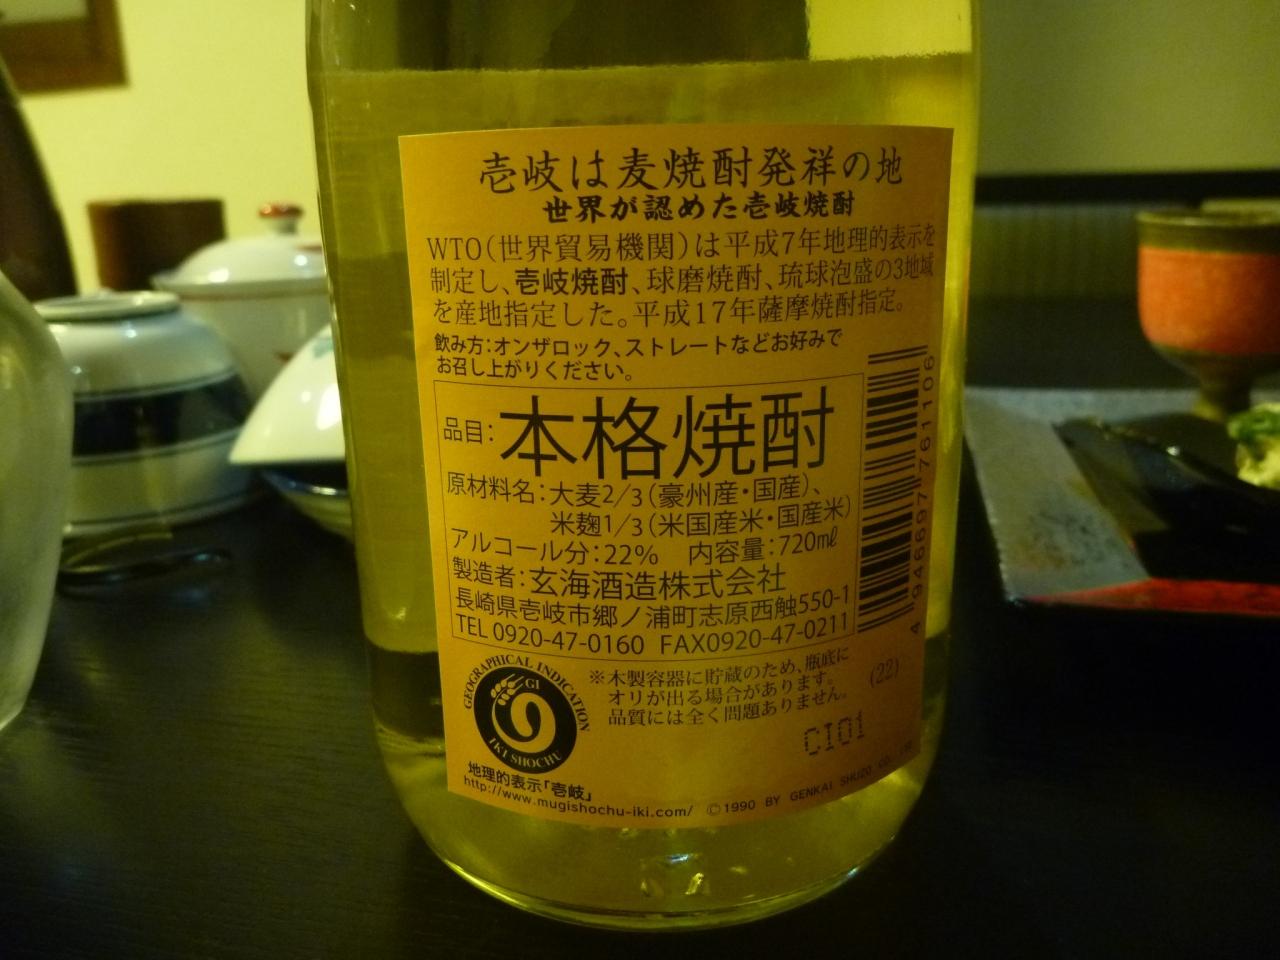 壱岐は麦焼酎発祥の地
世界が認めた壱岐焼酎
WTO(世界貿易機関)は平成7年地理的表示を
制定し、壱岐焼酎、球磨焼酎、琉球泡盛の3地域
を産地指定した。平成17年薩摩焼酎指定。
飲み方:オンザロック、ストレートなどお好みで
お召し上がりください。
品目:本格焼酎
原材料名:大麦2/3(豪州産・国産)、
米麹1/3(米国産米・国産米)
アルコール分:22% 内容量:720mℓ
製造者:玄海酒造株式会社
長崎県壱岐市郷ノ浦町志原西触550-1
TEL 0920-47-0160 FAX0920-47-0211
4 946697 761106
GEOGRAPHICAL INDICATION
GI
IKI SHOCHU
地理的表示「壱岐」
※木製容器に貯蔵のため、瓶底に
オリが出る場合があります。
品質には全く問題ありません。
(22)
CI01
http://www.mugishochu-iki.com/ ©1990 BY GENKAI SHUZO CO. LTD